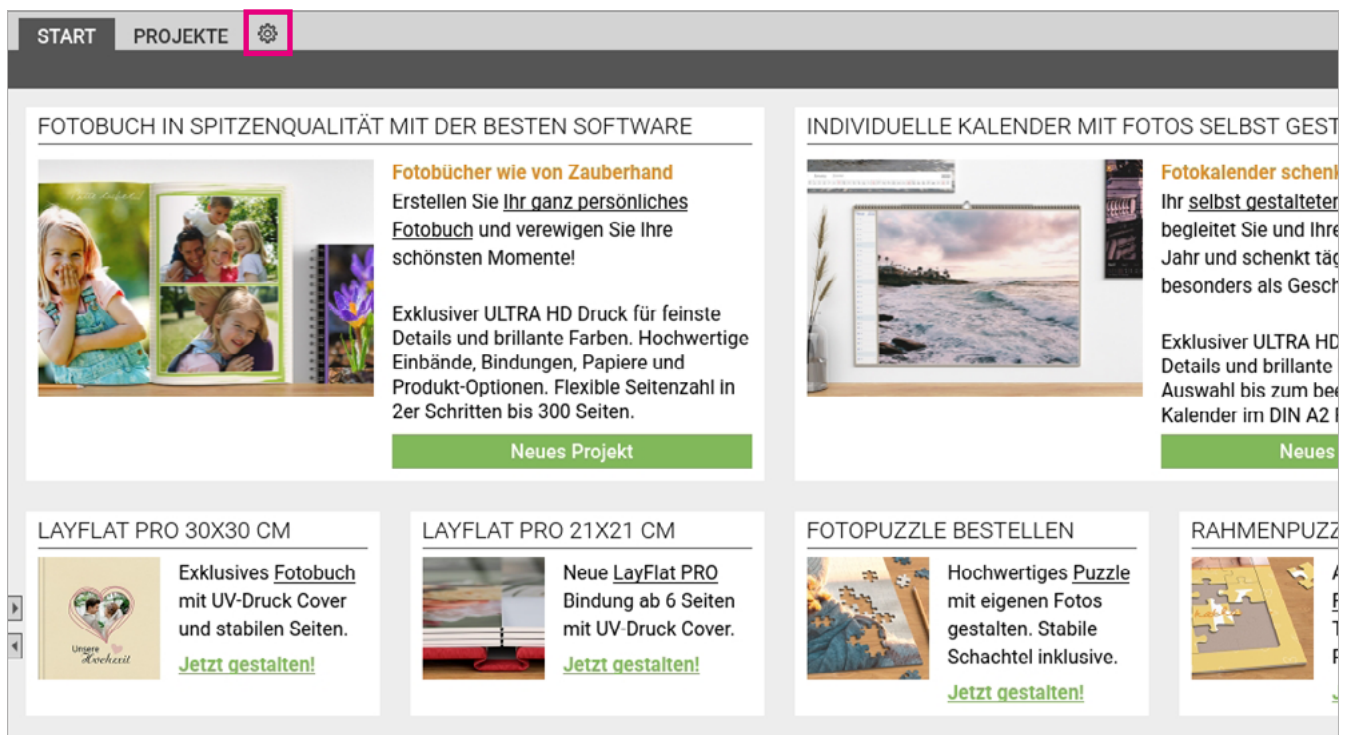 START PROJEKTE
FOTOBUCH IN SPITZENQUALITÄT MIT DER BESTEN SOFTWARE
Fotobücher wie von Zauberhand
Erstellen Sie Ihr ganz persönliches
Fotobuch und verewigen Sie Ihre
schönsten Momente!
Exklusiver ULTRA HD Druck für feinste
Details und brillante Farben. Hochwertige
Einbände, Bindungen, Papiere und
Produkt-Optionen. Flexible Seitenzahl in
2er Schritten bis 300 Seiten.
Neues Projekt
INDIVIDUELLE KALENDER MIT FOTOS SELBST GEST
Fotokalender schenk
Ihr selbst gestalteter
begleitet Sie und Ihre
Jahr und schenkt täg
besonders als Gesch
Exklusiver ULTRA HD
Details und brillante
Auswahl bis zum bee
Kalender im DIN A2
Neues
LAYFLAT PRO 30X30 CM
Unsere
Hochzeit
Exklusives Fotobuch
mit UV-Druck Cover
und stabilen Seiten.
Jetzt gestalten!
LAYFLAT PRO 21X21 CM
Neue LayFlat PRO
Bindung ab 6 Seiten
mit UV-Druck Cover.
Jetzt gestalten!
FOTOPUZZLE BESTELLEN
Hochwertiges Puzzle
mit eigenen Fotos
gestalten. Stabile
Schachtel inklusive.
Jetzt gestalten!
RAHMENPUZZ